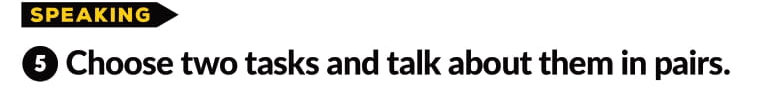 SPEAKING
5 Choose two tasks and talk about them in pairs.